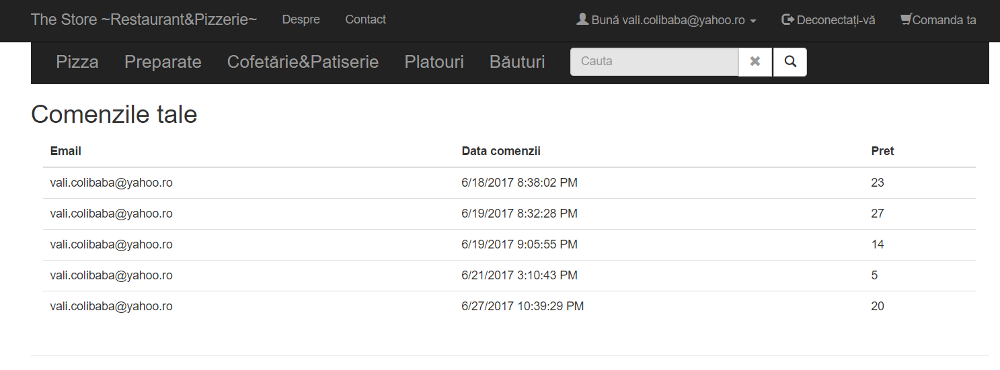 The Store ~Restaurant&Pizzerie~ Despre Contact Bună vali.colibaba@yahoo.ro Deconectați-vă Comanda ta
Pizza Preparate Cofetărie&Patiserie Platouri Băuturi Cauta
Comenzile tale
Email Data comenzii Pret
vali.colibaba@yahoo.ro 6/18/2017 8:38:02 PM 23
vali.colibaba@yahoo.ro 6/19/2017 8:32:28 PM 27
vali.colibaba@yahoo.ro 6/19/2017 9:05:55 PM 14
vali.colibaba@yahoo.ro 6/21/2017 3:10:43 PM 5
vali.colibaba@yahoo.ro 6/27/2017 10:39:29 PM 20